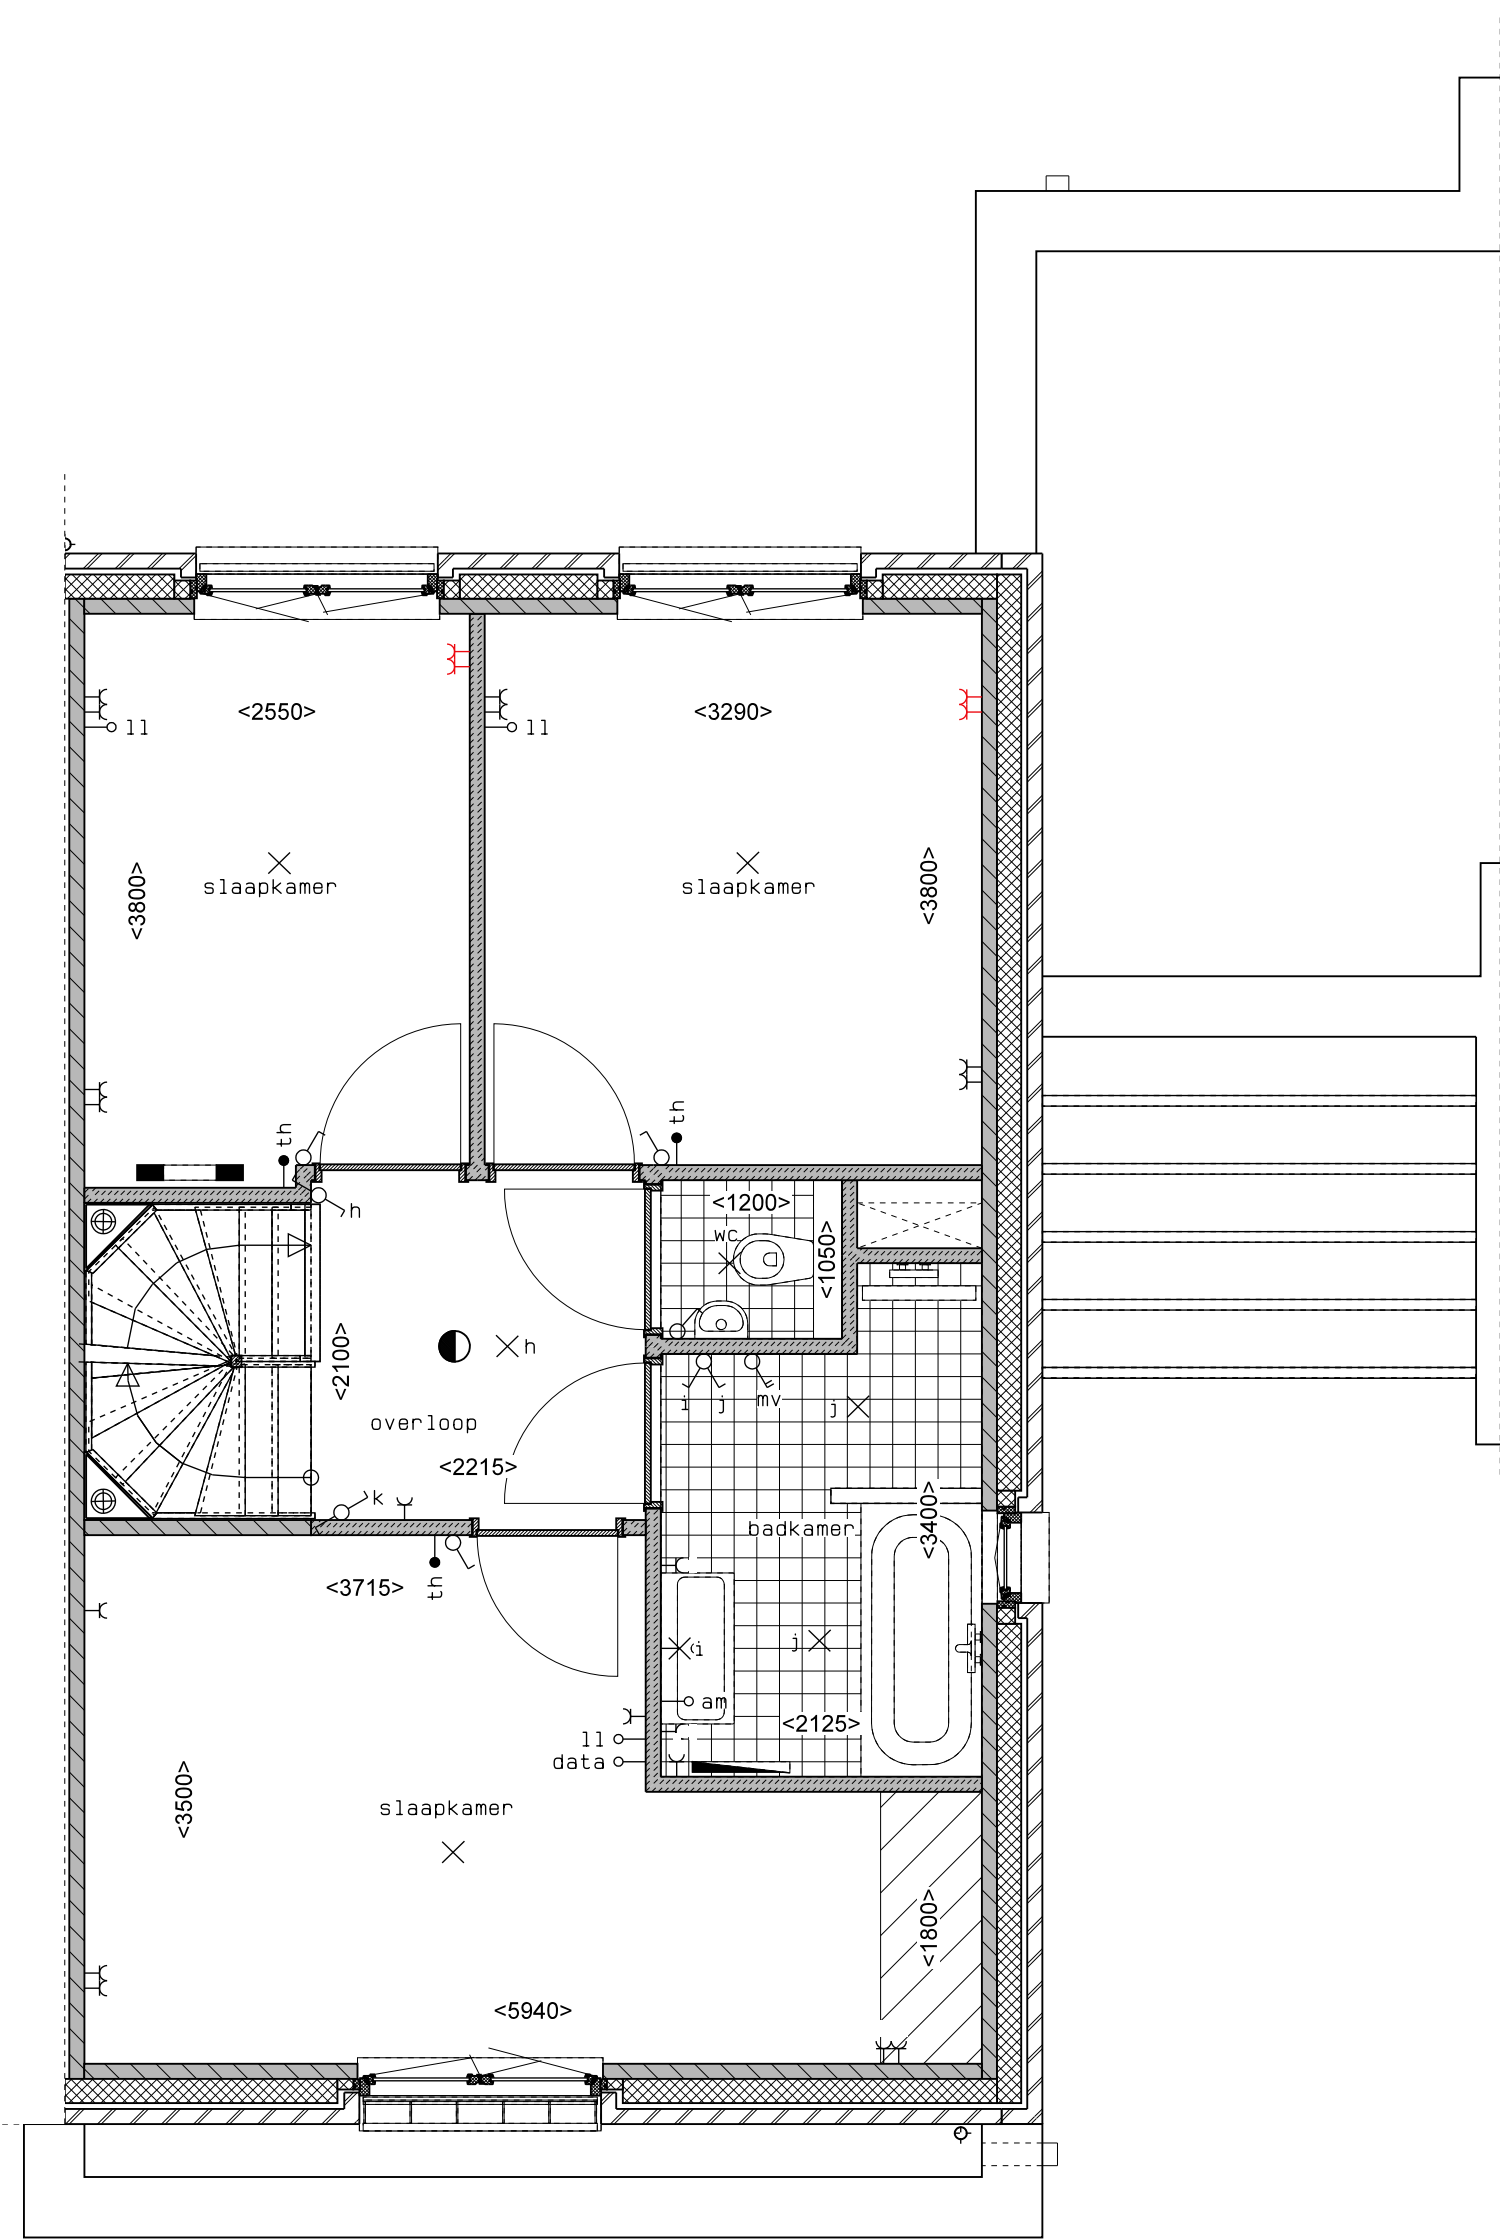 <2550>
<3290>
ll
ll
slaapkamer
slaapkamer
<3800>
<3800>
th
th
h
<1200>
wc
<1050>
<2100>
h
i
j
mv
j
overloop
<2215>
k
badkamer
<3400>
<3715>
th
i
j
am
<2125>
ll
data
<3500>
slaapkamer
<1800>
<5940>